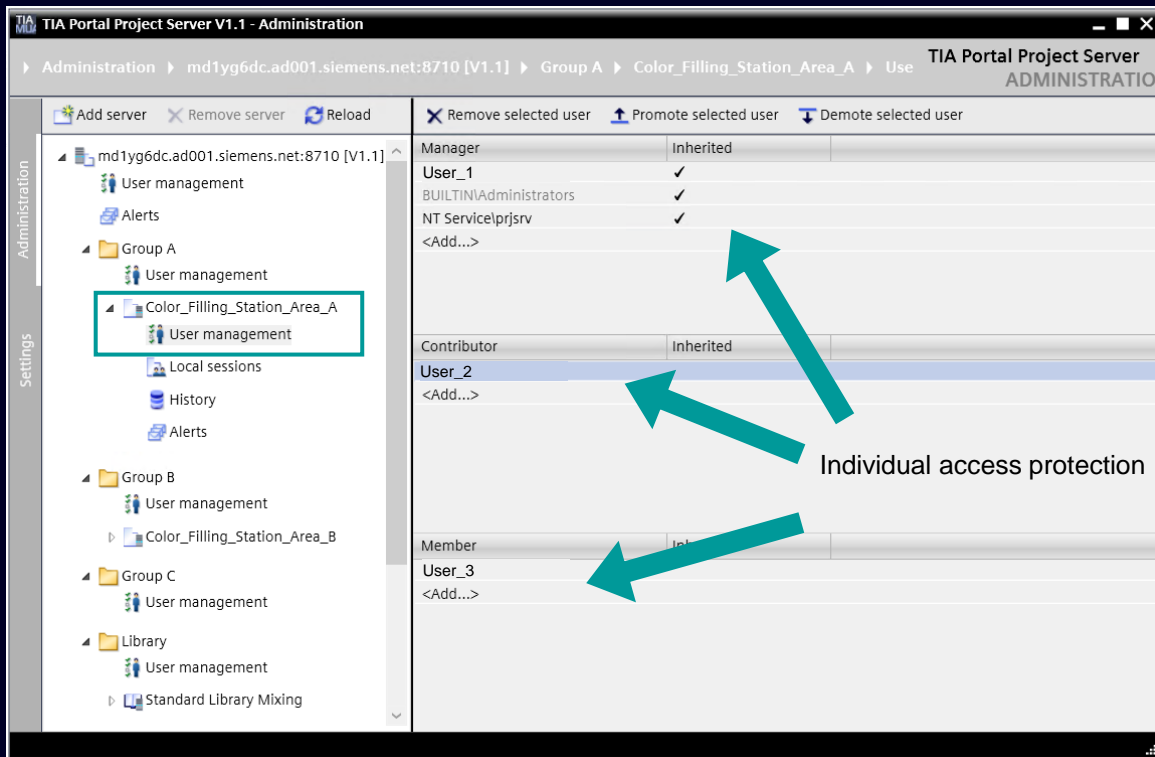 TIA Portal Project Server V1.1 - Administration
Administration md1yg6dc.ad001.siemens.net:8710 [V1.1] Group A Color_Filling_Station_Area_A Use
TIA Portal Project Server
ADMINISTRATIO
Administration
Settings
Add server Remove server Reload
md1yg6dc.ad001.siemens.net:8710 [V1.1]
User management
Alerts
Group A
User management
Color_Filling_Station_Area_A
User management
Local sessions
History
Alerts
Group B
User management
Color_Filling_Station_Area_B
Group C
User management
Library
User management
Standard Library Mixing
Remove selected user Promote selected user Demote selected user
Manager Inherited
User_1 ✓
BUILTIN\Administrators ✓
NT Service\prjsrv ✓
<Add...>
Contributor Inherited
User_2
<Add...>
Individual access protection
Member
User_3
<Add...>